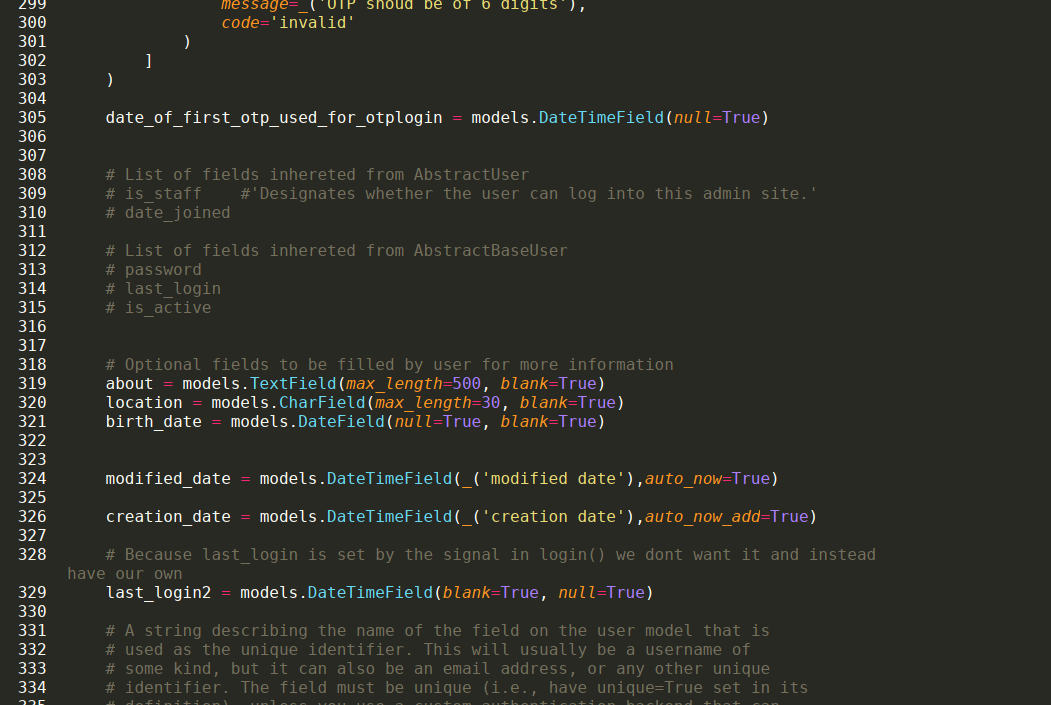 299                 message=_('OTP shoud be of 6 digits'),
300                 code='invalid'
301             )
302         ]
303     )
304
305     date_of_first_otp_used_for_otplogin = models.DateTimeField(null=True)
306
307
308     # List of fields inhereted from AbstractUser
309     # is_staff    #'Designates whether the user can log into this admin site.'
310     # date_joined
311
312     # List of fields inhereted from AbstractBaseUser
313     # password
314     # last_login
315     # is_active
316
317
318     # Optional fields to be filled by user for more information
319     about = models.TextField(max_length=500, blank=True)
320     location = models.CharField(max_length=30, blank=True)
321     birth_date = models.DateField(null=True, blank=True)
322
323
324     modified_date = models.DateTimeField(_('modified date'),auto_now=True)
325
326     creation_date = models.DateTimeField(_('creation date'),auto_now_add=True)
327
328     # Because last_login is set by the signal in login() we dont want it and instead
have our own
329     last_login2 = models.DateTimeField(blank=True, null=True)
330
331     # A string describing the name of the field on the user model that is
332     # used as the unique identifier. This will usually be a username of
333     # some kind, but it can also be an email address, or any other unique
334     # identifier. The field must be unique (i.e., have unique=True set in its
335     # definition), unless you use a custom authentication backend that can